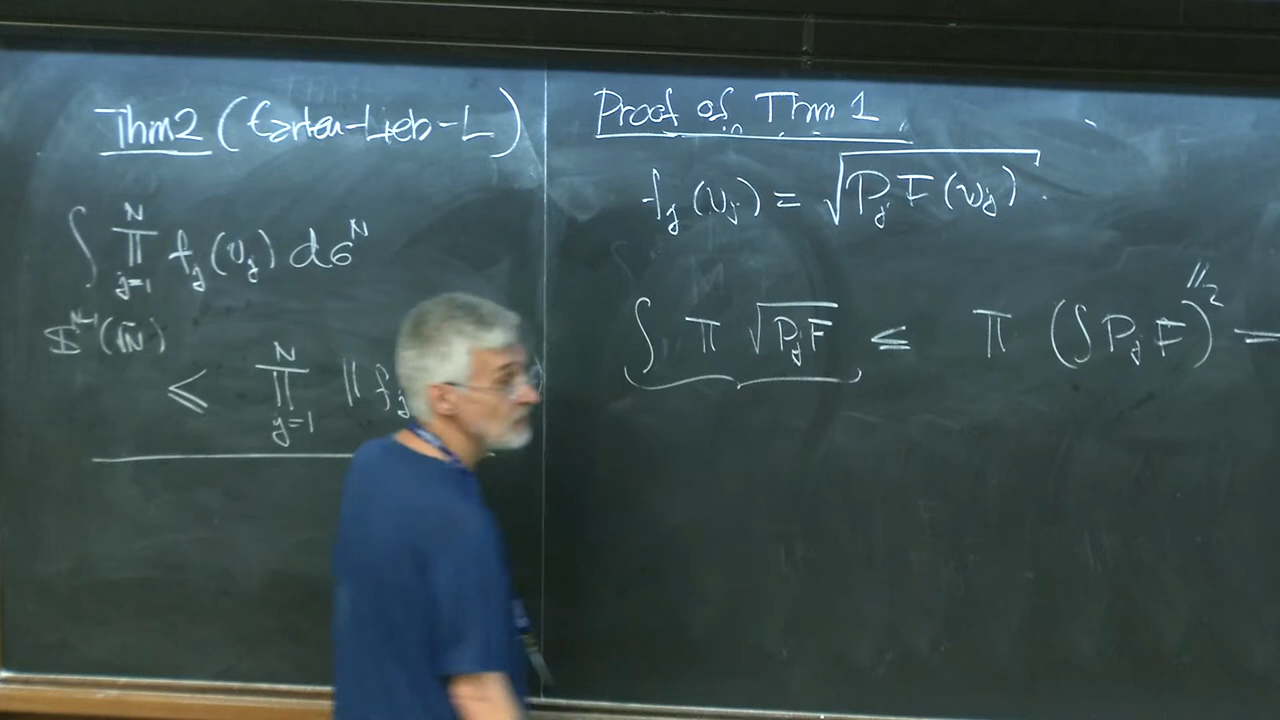 Thm2 (Carlen-Lieb-L)
∫ ∏_{j=1}^{N} f_j(v_j) dσ^N
S^{N-1}(√N)
≤ ∏_{j=1}^{N} ‖f_j
Proof of Thm 1
f_j(v_j) = √(P_j F(v_j)).
∫ ∏ √(P_j F) ≤ ∏ (∫ P_j F)^{1/2} =